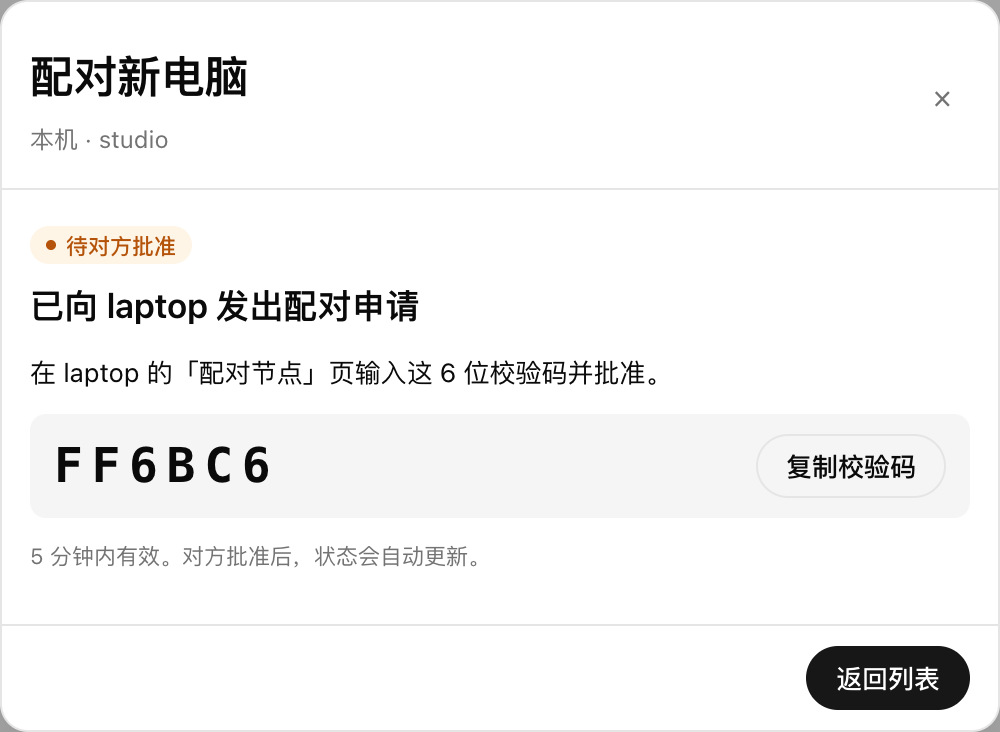 配对新电脑
本机 · studio
×
待对方批准
已向 laptop 发出配对申请
在 laptop 的「配对节点」页输入这 6 位校验码并批准。
FF6BC6
复制校验码
5 分钟内有效。对方批准后，状态会自动更新。
返回列表